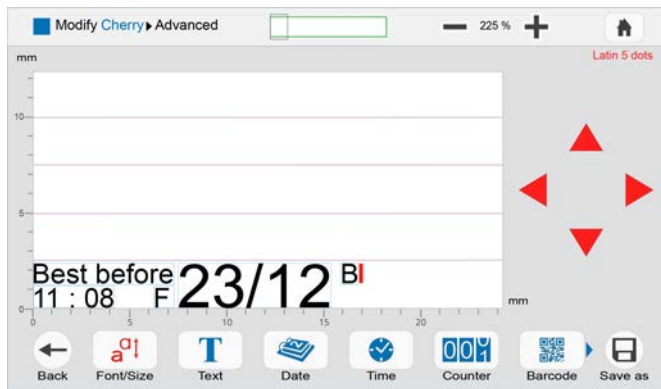 Modify Cherry ▸ Advanced
225 %
mm
Latin 5 dots
10
5
0
Best before
11 : 08 F
23/12
B
mm
0 5 10 15 20
a a
T
001
Back Font/Size Text Date Time Counter Barcode Save as